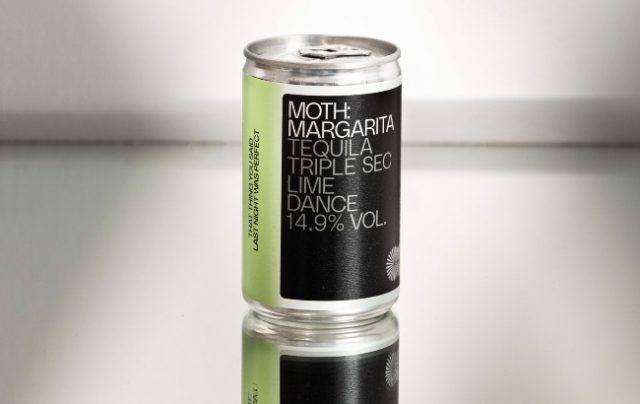 MOTH:
MARGARITA
TEQUILA
TRIPLE SEC
LIME
DANCE
14.9% VOL.
THAT THING YOU SAID
LAST NIGHT WAS PERFECT